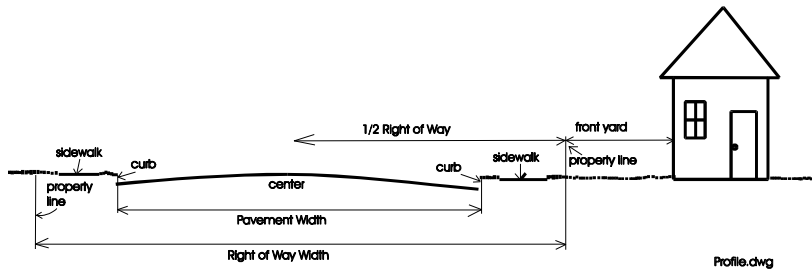 1/2 Right of Way
front yard
sidewalk
curb
curb
sidewalk
property line
property
line
center
Pavement Width
Right of Way Width
Profile.dwg